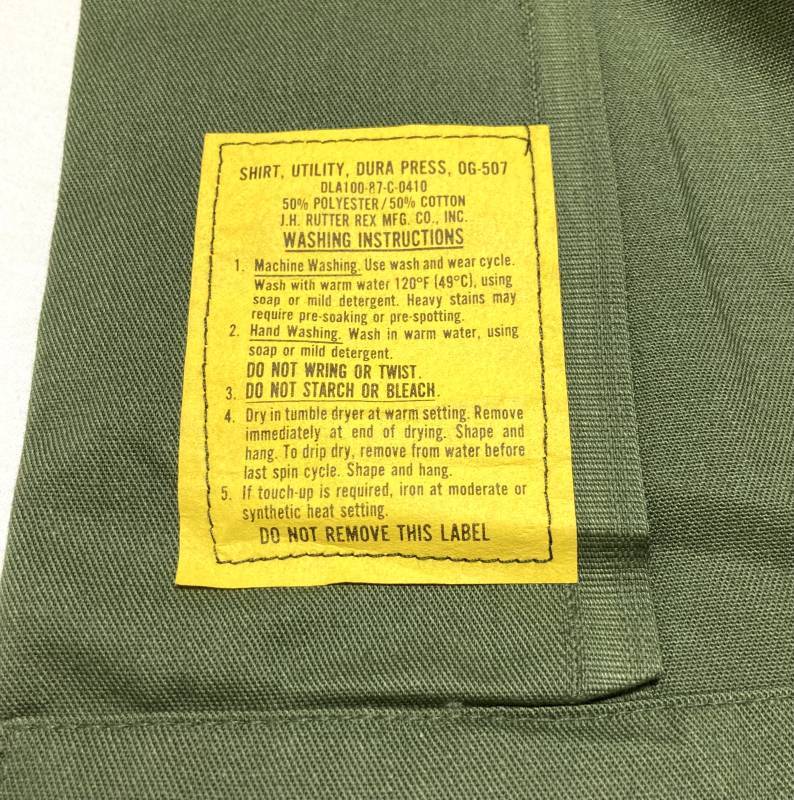 SHIRT, UTILITY, DURA PRESS, OG-507
DLA100-87-C-0410
50% POLYESTER/50% COTTON
J.H. RUTTER REX MFG. CO., INC.
WASHING INSTRUCTIONS
1. Machine Washing. Use wash and wear cycle.
Wash with warm water 120°F (49°C), using
soap or mild detergent. Heavy stains may
require pre-soaking or pre-spotting.
2. Hand Washing. Wash in warm water, using
soap or mild detergent.
DO NOT WRING OR TWIST.
3. DO NOT STARCH OR BLEACH.
4. Dry in tumble dryer at warm setting. Remove
immediately at end of drying. Shape and
hang. To drip dry, remove from water before
last spin cycle. Shape and hang.
5. If touch-up is required, iron at moderate or
synthetic heat setting.
DO NOT REMOVE THIS LABEL